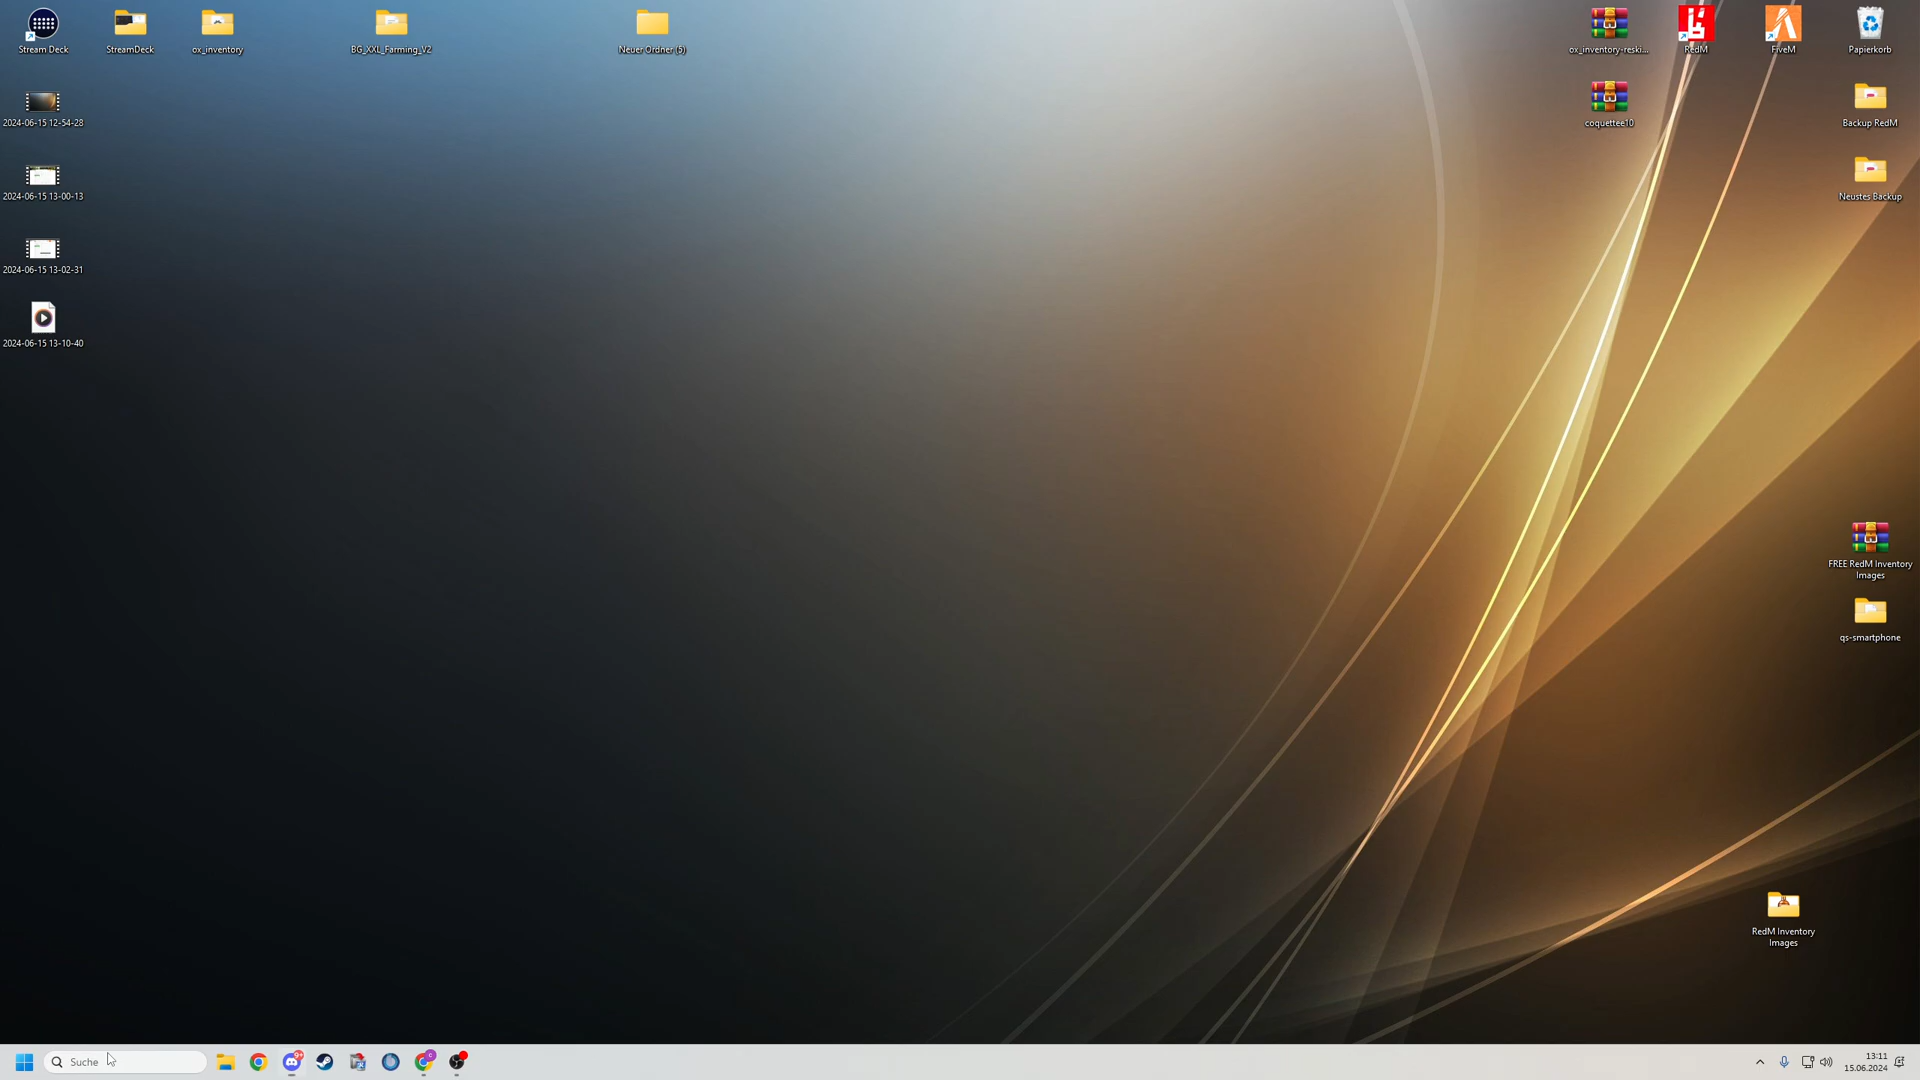 Stream Deck
StreamDeck
ox_inventory
BG_XXL_Farming_V2
Neuer Ordner (5)
ox_inventory-reski...
RedM
FiveM
Papierkorb
2024-06-15 12-54-28
coquettee10
Backup RedM
2024-06-15 13-00-13
Neustes Backup
2024-06-15 13-02-31
2024-06-15 13-10-40
FREE RedM Inventory
Images
qs-smartphone
RedM Inventory
Images
Suche
9+
C
13:11
15.06.2024